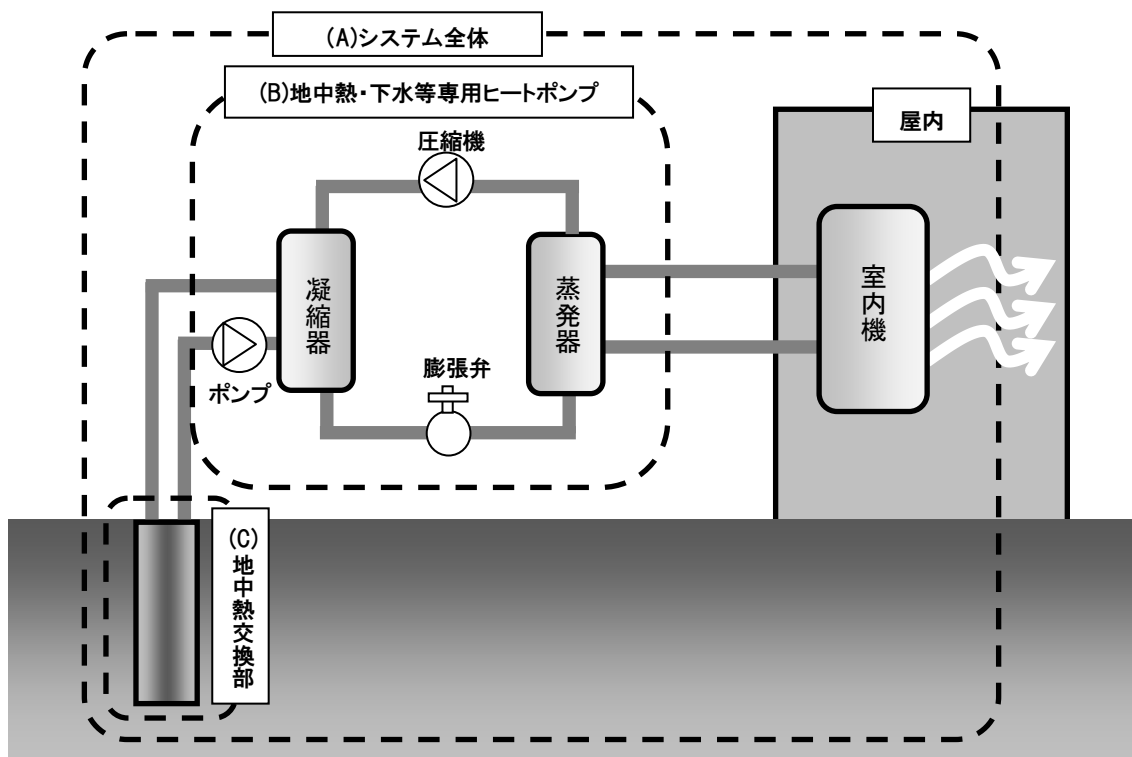 (A)システム全体
(B)地中熱・下水等専用ヒートポンプ
屋内
圧縮機
凝縮器
蒸発器
室内機
ポンプ
膨張弁
(C)
地中熱交換部